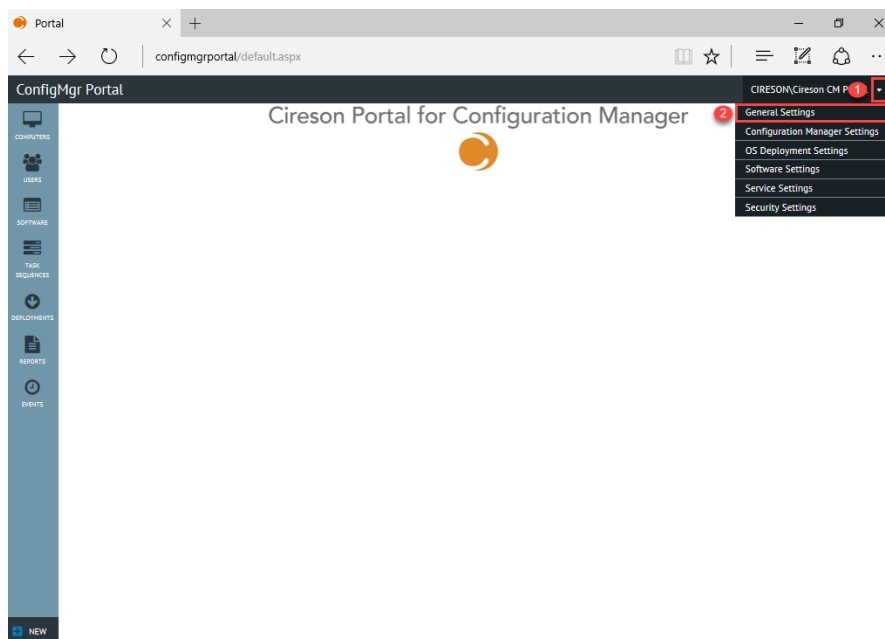 Portal
configmgrportal/default.aspx
ConfigMgr Portal
CIRESON\Cireson CM P
1
Cireson Portal for Configuration Manager
2
General Settings
Configuration Manager Settings
OS Deployment Settings
Software Settings
Service Settings
Security Settings
COMPUTERS
USERS
SOFTWARE
TASK
SEQUENCES
DEPLOYMENTS
REPORTS
EVENTS
NEW